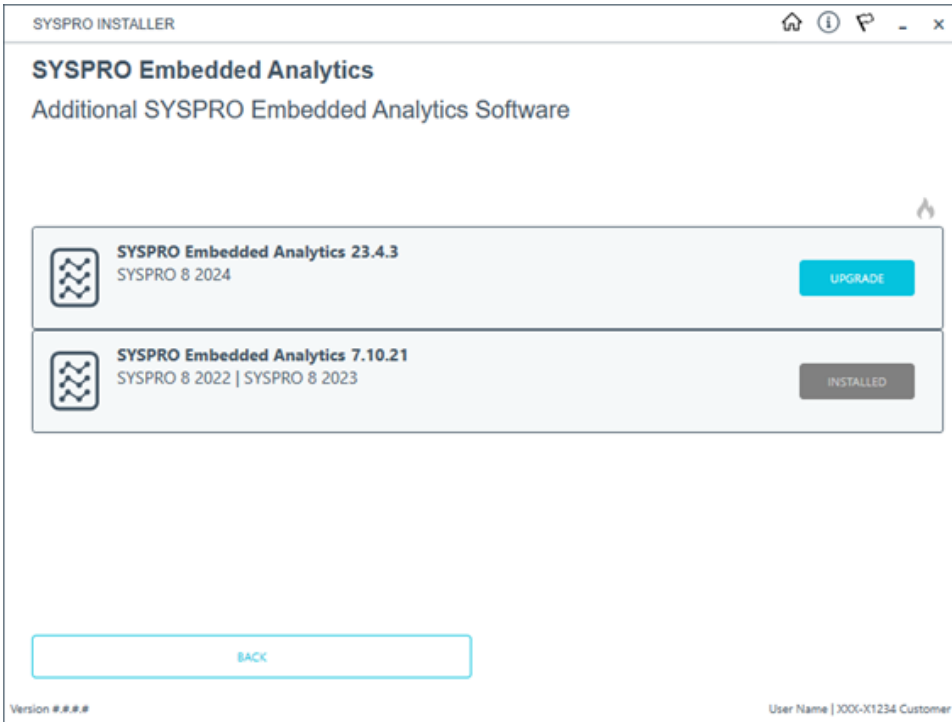 SYSPRO INSTALLER
SYSPRO Embedded Analytics
Additional SYSPRO Embedded Analytics Software
SYSPRO Embedded Analytics 23.4.3
SYSPRO 8 2024
UPGRADE
SYSPRO Embedded Analytics 7.10.21
SYSPRO 8 2022 | SYSPRO 8 2023
INSTALLED
BACK
Version #.#.#.#
User Name | XXX-X1234 Customer